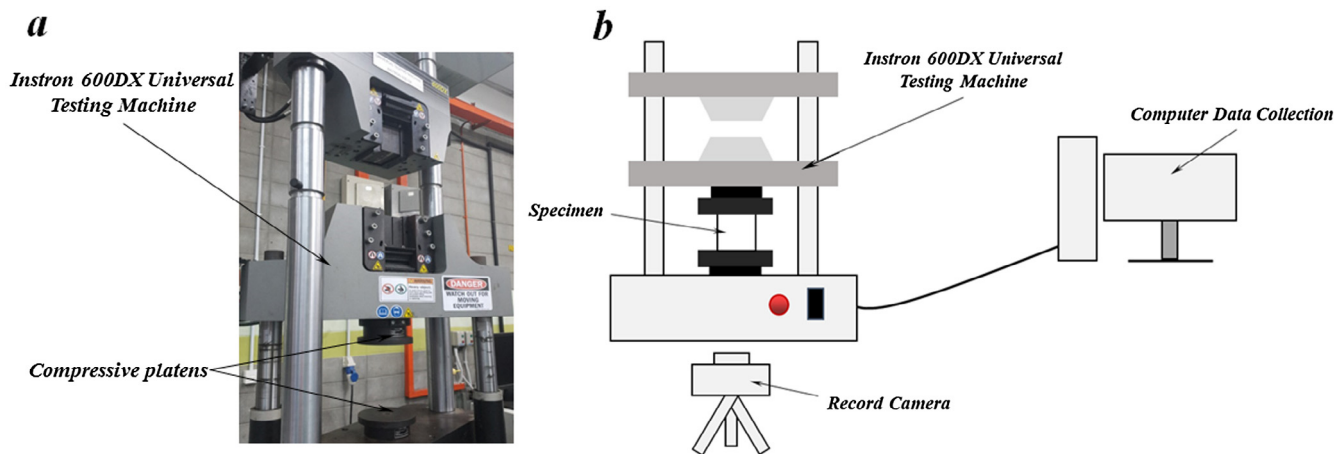 a
Instron 600DX Universal
Testing Machine
Compressive platens
600DX
DANGER
WATCH OUT FOR
MOVING
EQUIPMENT
b
Instron 600DX Universal
Testing Machine
Computer Data Collection
Specimen
Record Camera